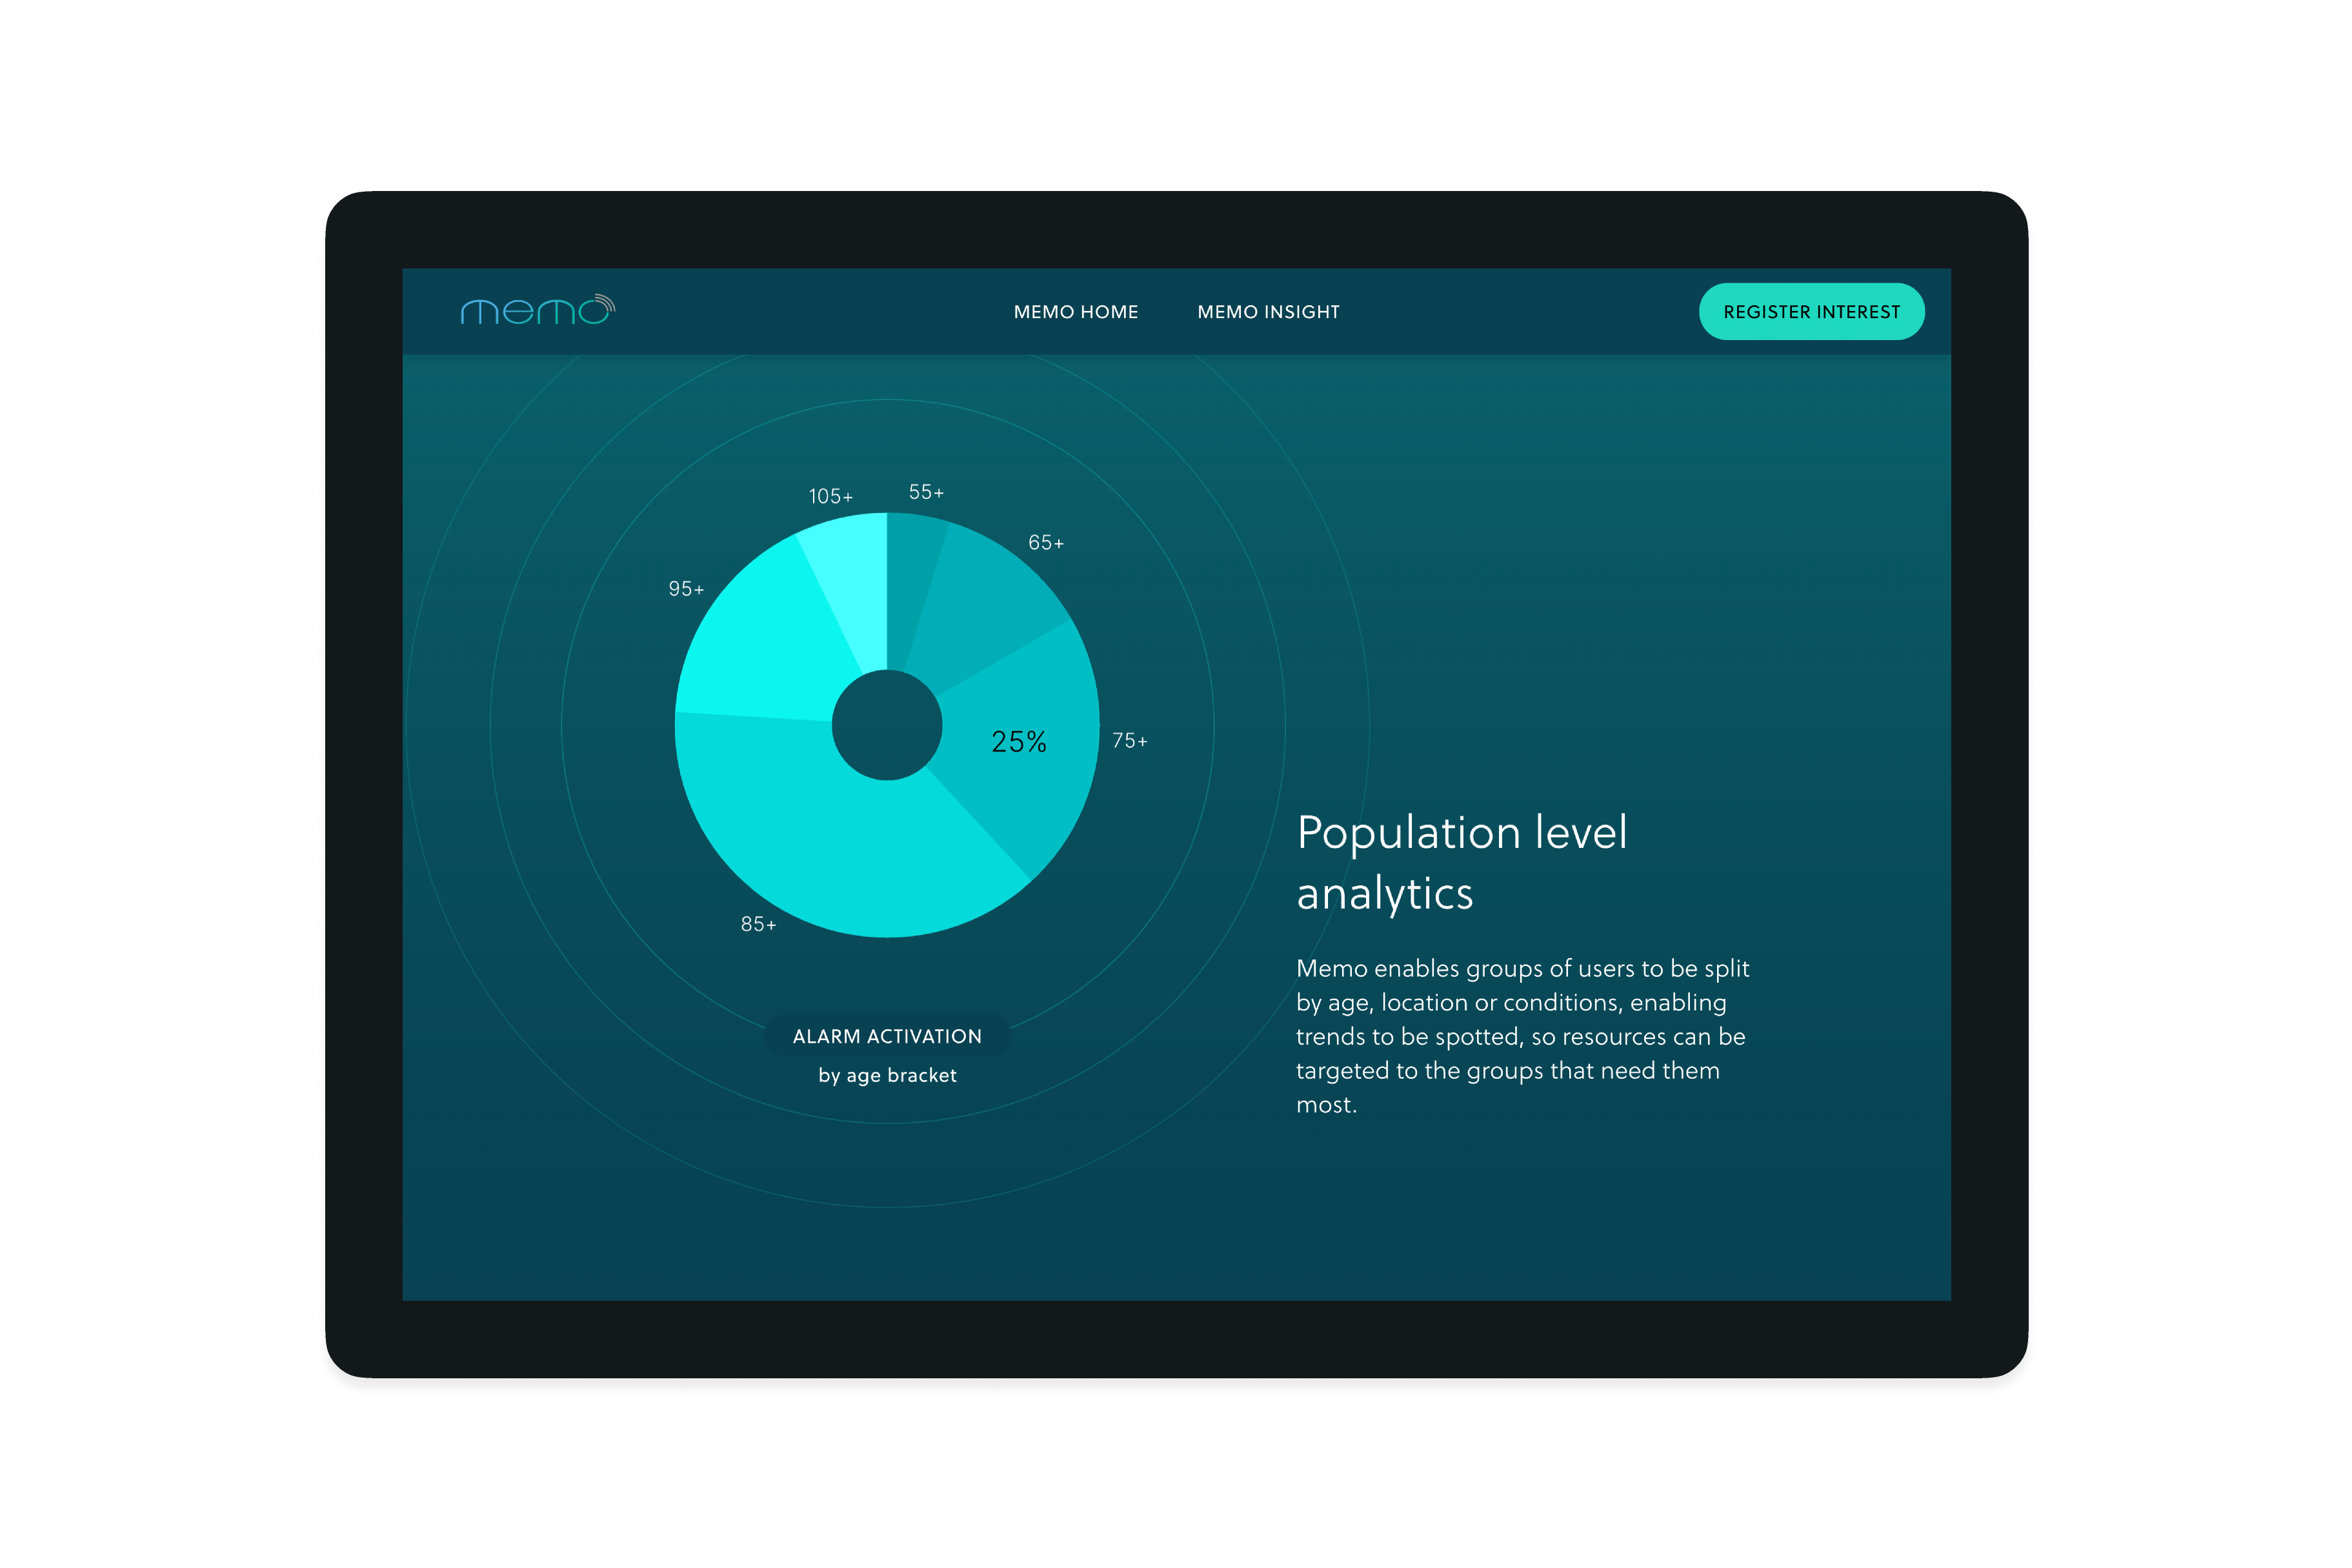 memo
MEMO HOME
MEMO INSIGHT
REGISTER INTEREST
105+
55+
65+
95+
25%
75+
85+
ALARM ACTIVATION
by age bracket
Population level
analytics
Memo enables groups of users to be split
by age, location or conditions, enabling
trends to be spotted, so resources can be
targeted to the groups that need them
most.